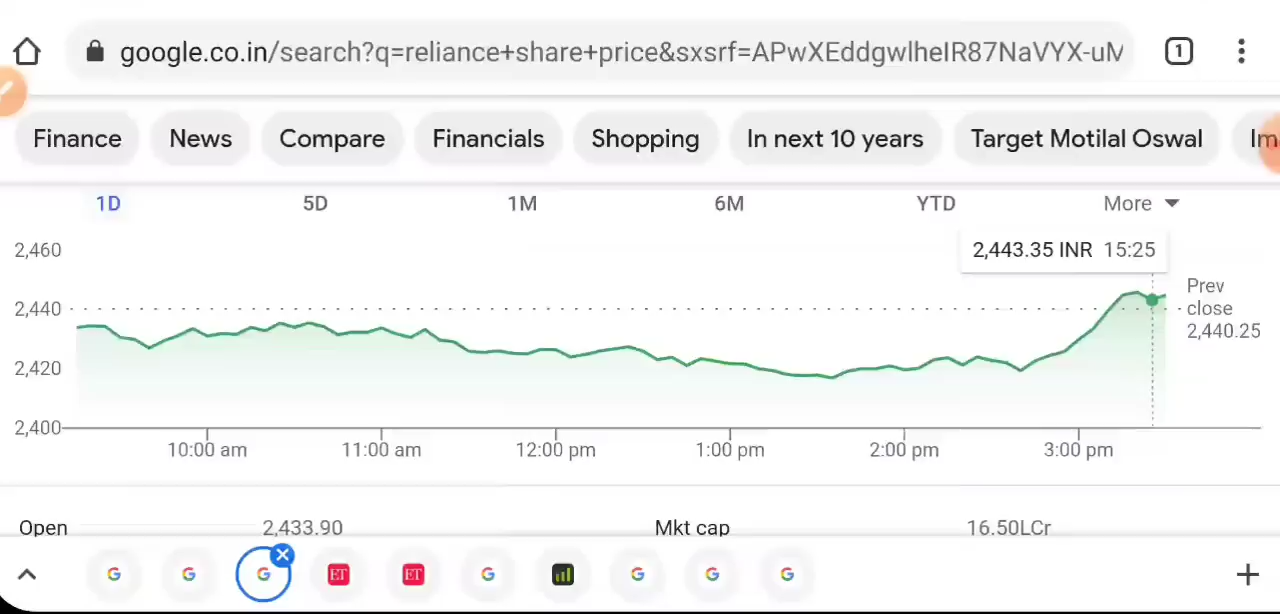 google.co.in/search?q=reliance+share+price&sxsrf=APwXEddgwlheIR87NaVYX-uM
1
Finance News Compare Financials Shopping In next 10 years Target Motilal Oswal Im
1D 5D 1M 6M YTD More
2,460
2,443.35 INR 15:25
2,440
Prev
close
2,440.25
2,420
2,400
10:00 am 11:00 am 12:00 pm 1:00 pm 2:00 pm 3:00 pm
Open 2,433.90 Mkt cap 16.50LCr
G G G ET ET G G G G